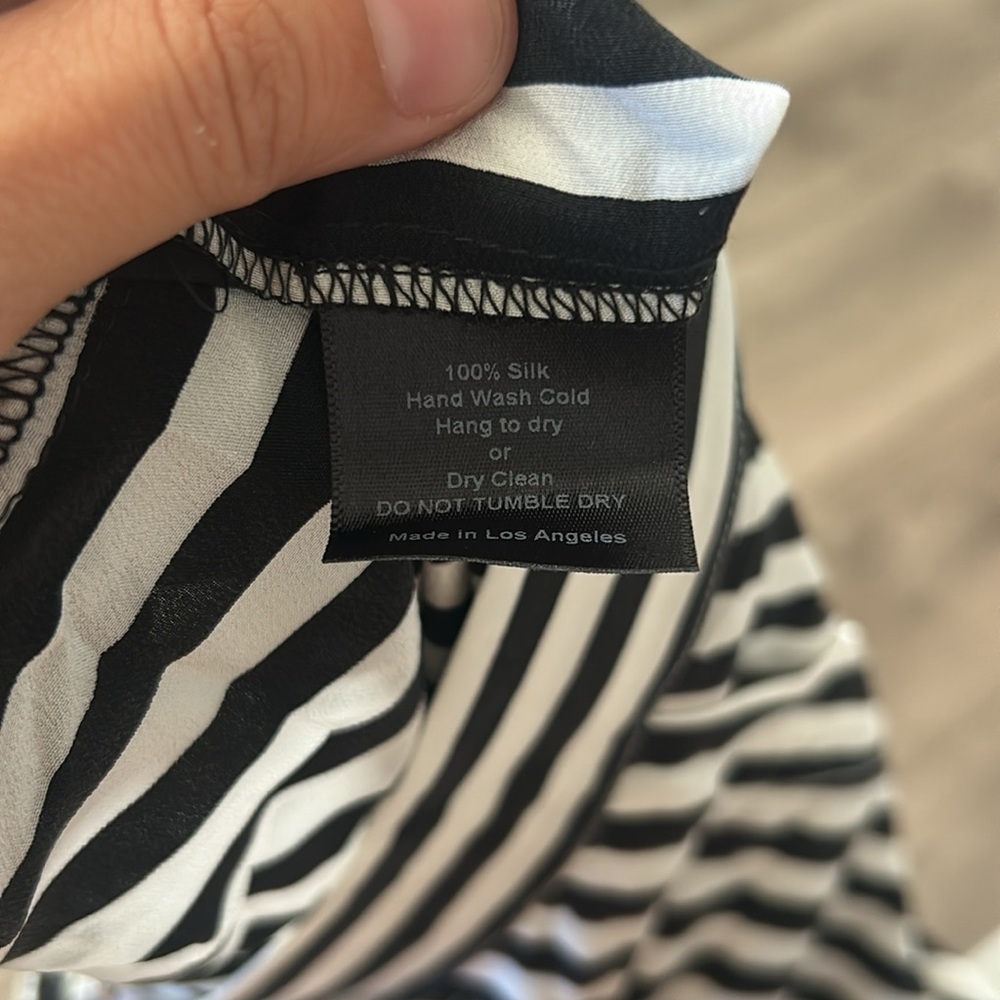 100% Silk
Hand Wash Cold
Hang to dry
or
Dry Clean
DO NOT TUMBLE DRY
Made in Los Angeles